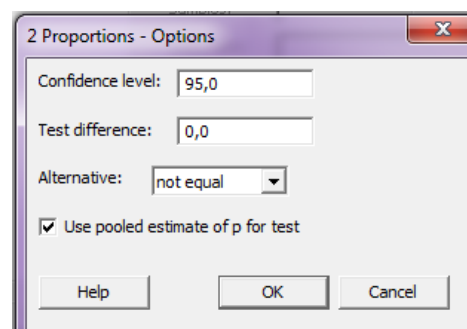 2 Proportions - Options
Confidence level: 95,0
Test difference: 0,0
Alternative: not equal
Use pooled estimate of p for test
Help OK Cancel